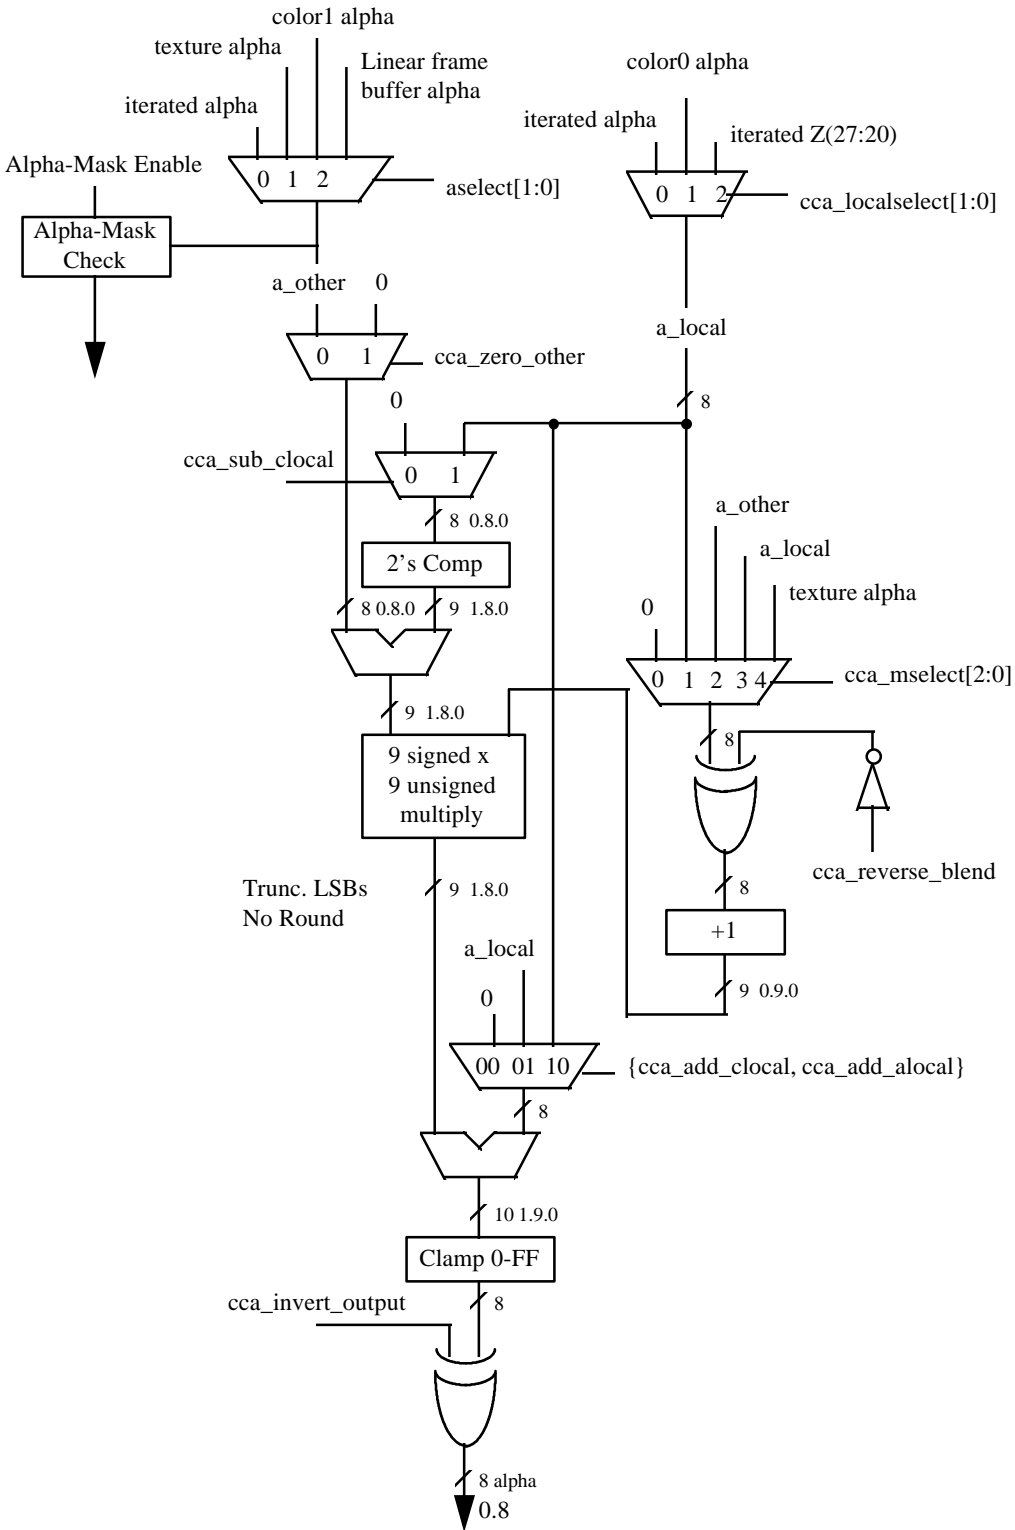 color1 alpha
texture alpha
Linear frame
buffer alpha
color0 alpha
iterated alpha
iterated alpha
iterated Z(27:20)
Alpha-Mask Enable
0 1 2
aselect[1:0]
0 1 2
cca_localselect[1:0]
Alpha-Mask
Check
a_other
0
a_local
0 1
cca_zero_other
0
8
cca_sub_clocal
0 1
a_other
8 0.8.0
a_local
2's Comp
texture alpha
8 0.8.0
9 1.8.0
0
0 1 2 3 4
cca_mselect[2:0]
9 1.8.0
8
9 signed x
9 unsigned
multiply
cca_reverse_blend
Trunc. LSBs
No Round
9 1.8.0
8
+1
a_local
0
9 0.9.0
00 01 10
{cca_add_clocal, cca_add_alocal}
8
10 1.9.0
Clamp 0-FF
cca_invert_output
8
8 alpha
0.8